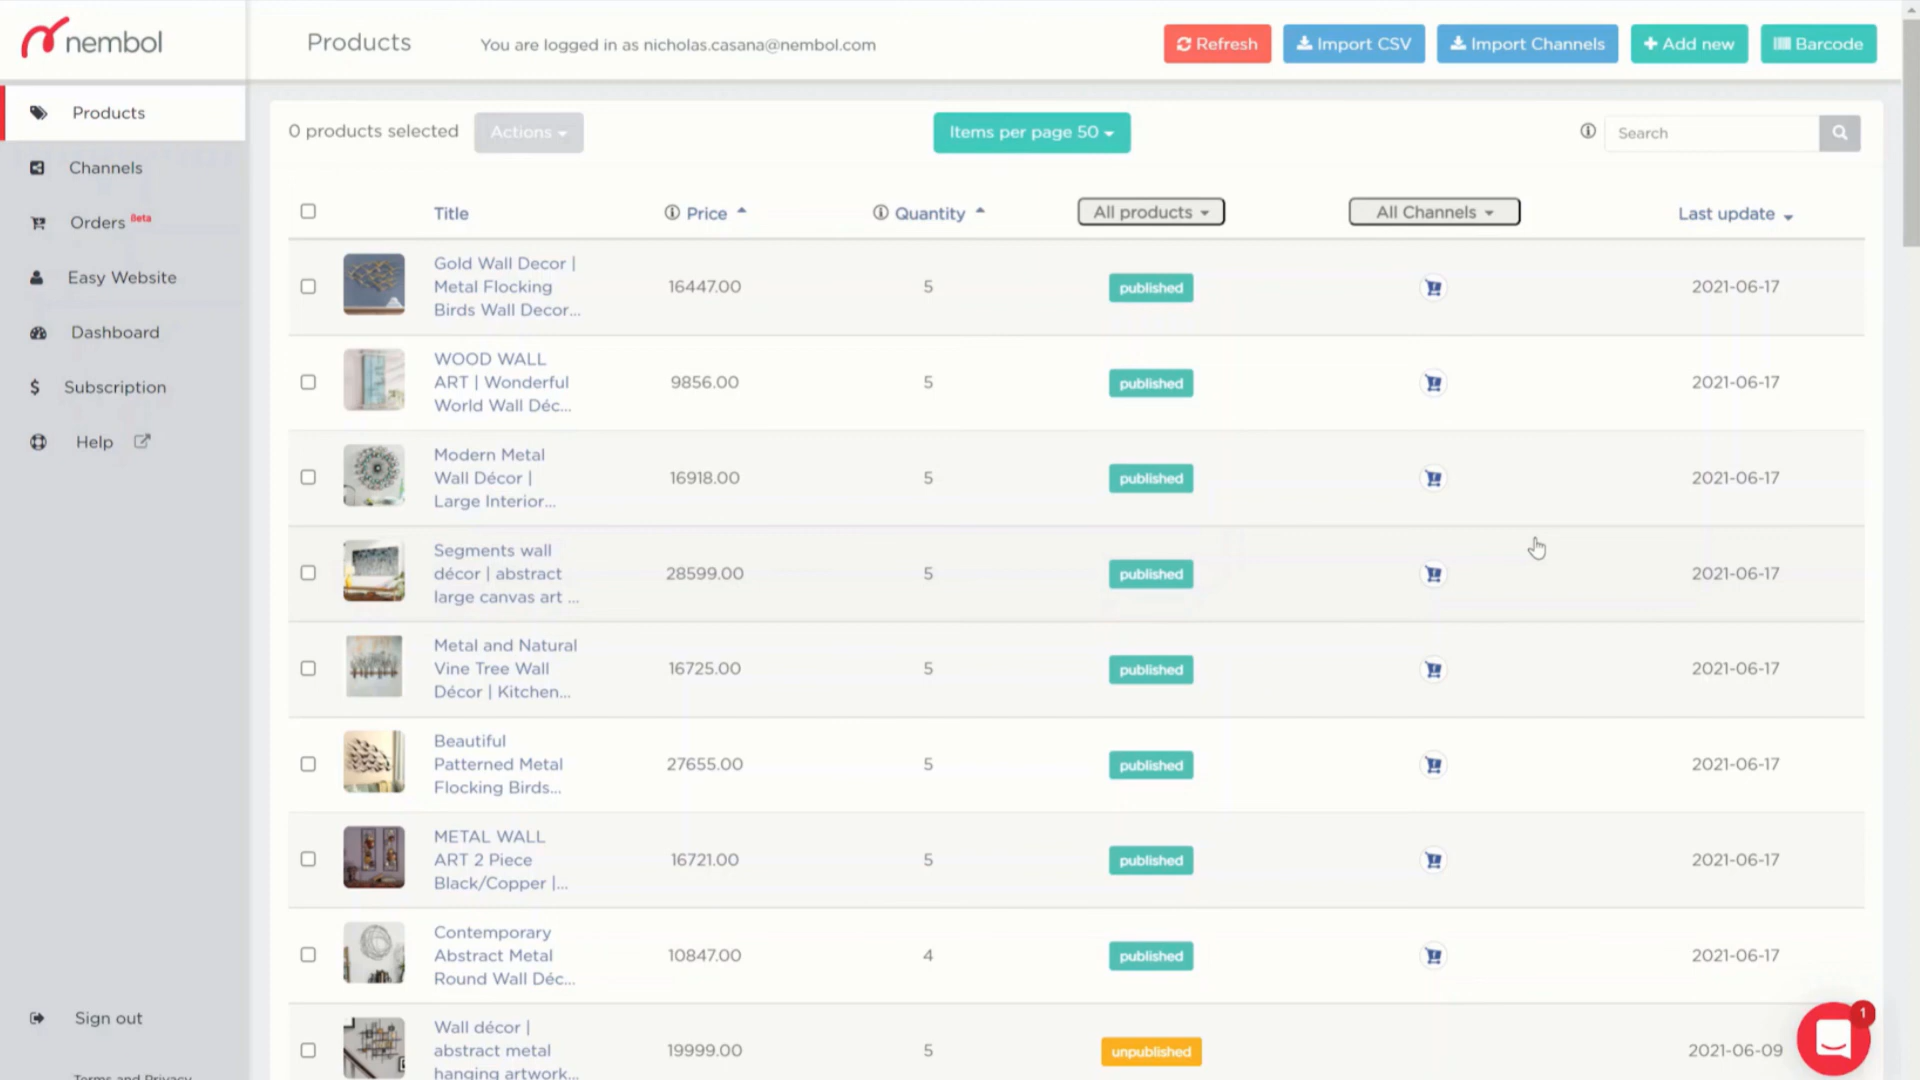 nembol
Products
You are logged in as nicholas.casana@nembol.com
Refresh
Import CSV
Import Channels
Add new
Barcode
Products
Channels
Orders Beta
Easy Website
Dashboard
Subscription
Help
Sign out
Terms and Privacy
0 products selected
Actions
Items per page 50
Search
Title
Price
Quantity
All products
All Channels
Last update
Gold Wall Decor |
Metal Flocking
Birds Wall Decor...
16447.00
5
published
2021-06-17
WOOD WALL
ART | Wonderful
World Wall Déc...
9856.00
5
published
2021-06-17
Modern Metal
Wall Décor |
Large Interior...
16918.00
5
published
2021-06-17
Segments wall
décor | abstract
large canvas art ...
28599.00
5
published
2021-06-17
Metal and Natural
Vine Tree Wall
Décor | Kitchen...
16725.00
5
published
2021-06-17
Beautiful
Patterned Metal
Flocking Birds...
27655.00
5
published
2021-06-17
METAL WALL
ART 2 Piece
Black/Copper |...
16721.00
5
published
2021-06-17
Contemporary
Abstract Metal
Round Wall Déc...
10847.00
4
published
2021-06-17
Wall décor |
abstract metal
hanging artwork...
19999.00
5
unpublished
2021-06-09
1